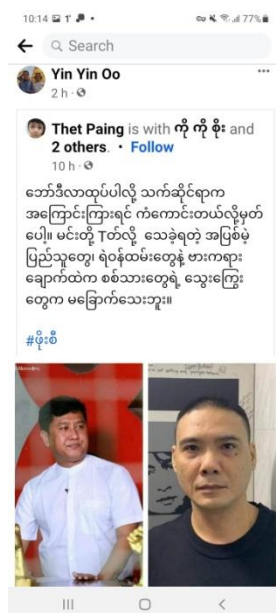 10:14
77%
Search
Yin Yin Oo
2 h
Thet Paing is with ကို ကို စိုး and
2 others. • Follow
10 h
ဘော်ဒီလာထုပ်ပါလို့ သက်ဆိုင်ရာက
အကြောင်းကြားရင် ကံကောင်းတယ်လို့မှတ်
ပေါ့။ မင်းတို့ Tတ်လို့ သေခဲ့ရတဲ့ အပြစ်မဲ့
ပြည်သူတွေ၊ ရဲဝန်ထမ်းတွေနဲ့ ဗားကရား
ချောက်ထဲက စစ်သားတွေရဲ့ သွေးကြွေး
တွေက မခြောက်သေးဘူး။
#ဖိုးစီ